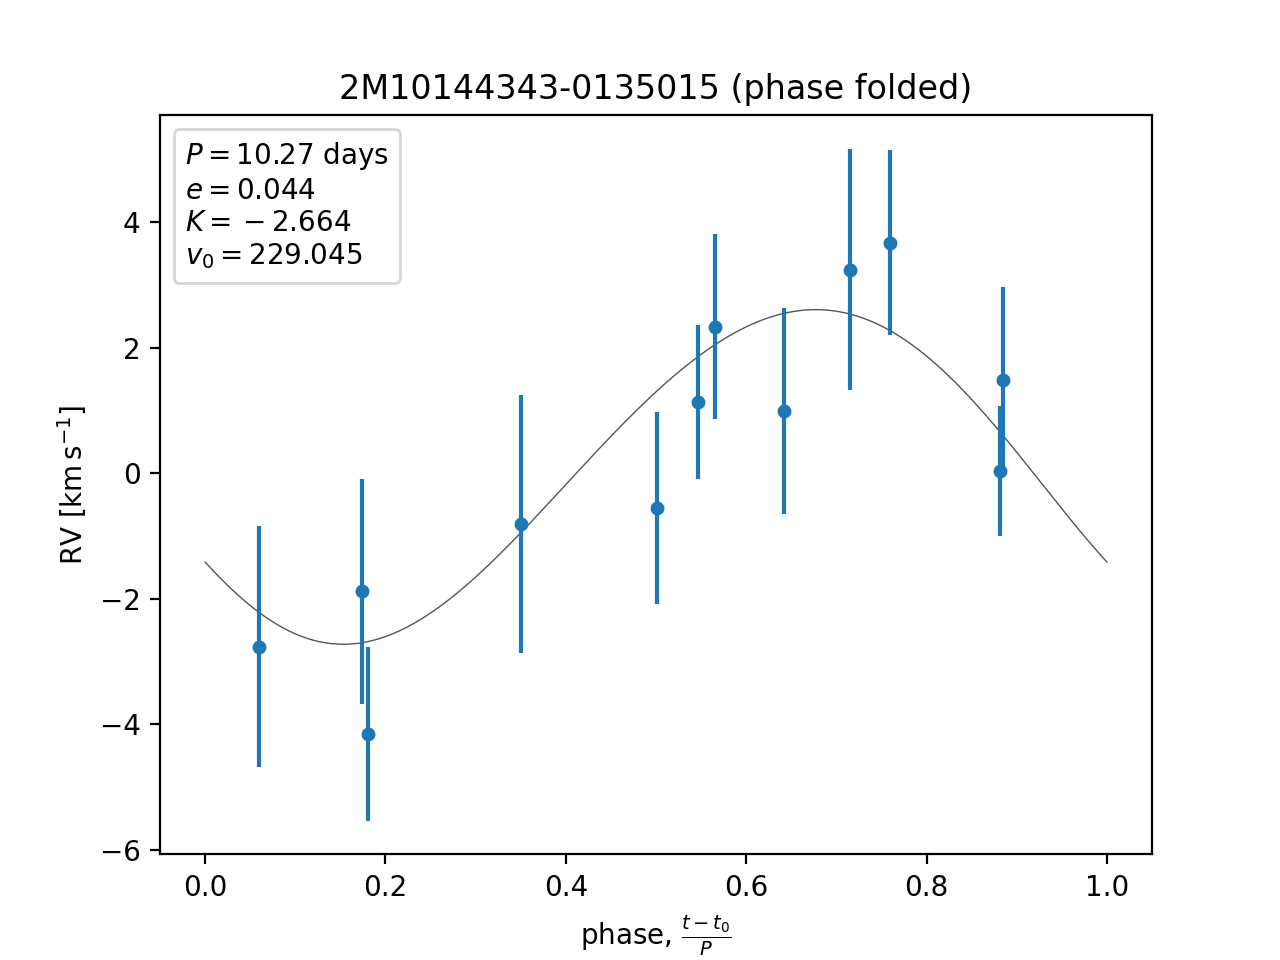 2M10144343-0135015 (phase folded)
P = 10.27 days
e = 0.044
K = −2.664
v₀ = 229.045
4
2
0
−2
−4
−6
RV [km s⁻¹]
0.0 0.2 0.4 0.6 0.8 1.0
phase, (t − t₀)/P